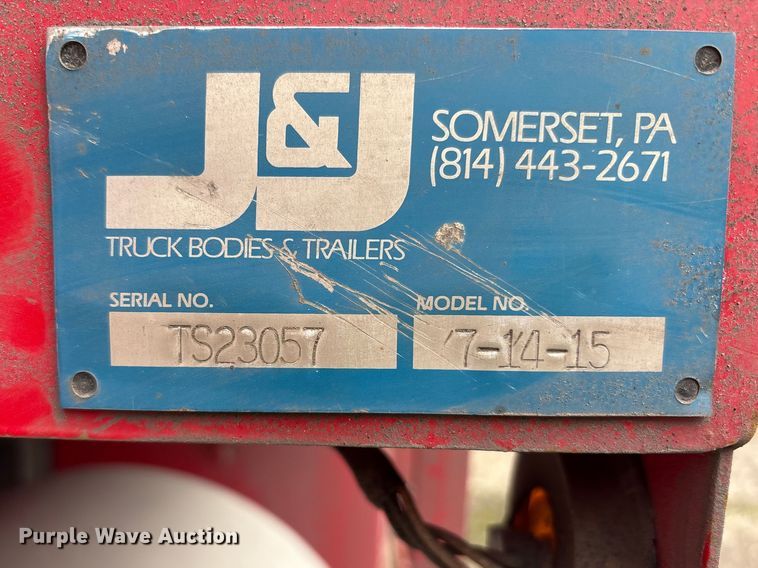 J&J
SOMERSET, PA
(814) 443-2671
TRUCK BODIES & TRAILERS
SERIAL NO.
MODEL NO.
TS23057
7-14-15
Purple Wave Auction